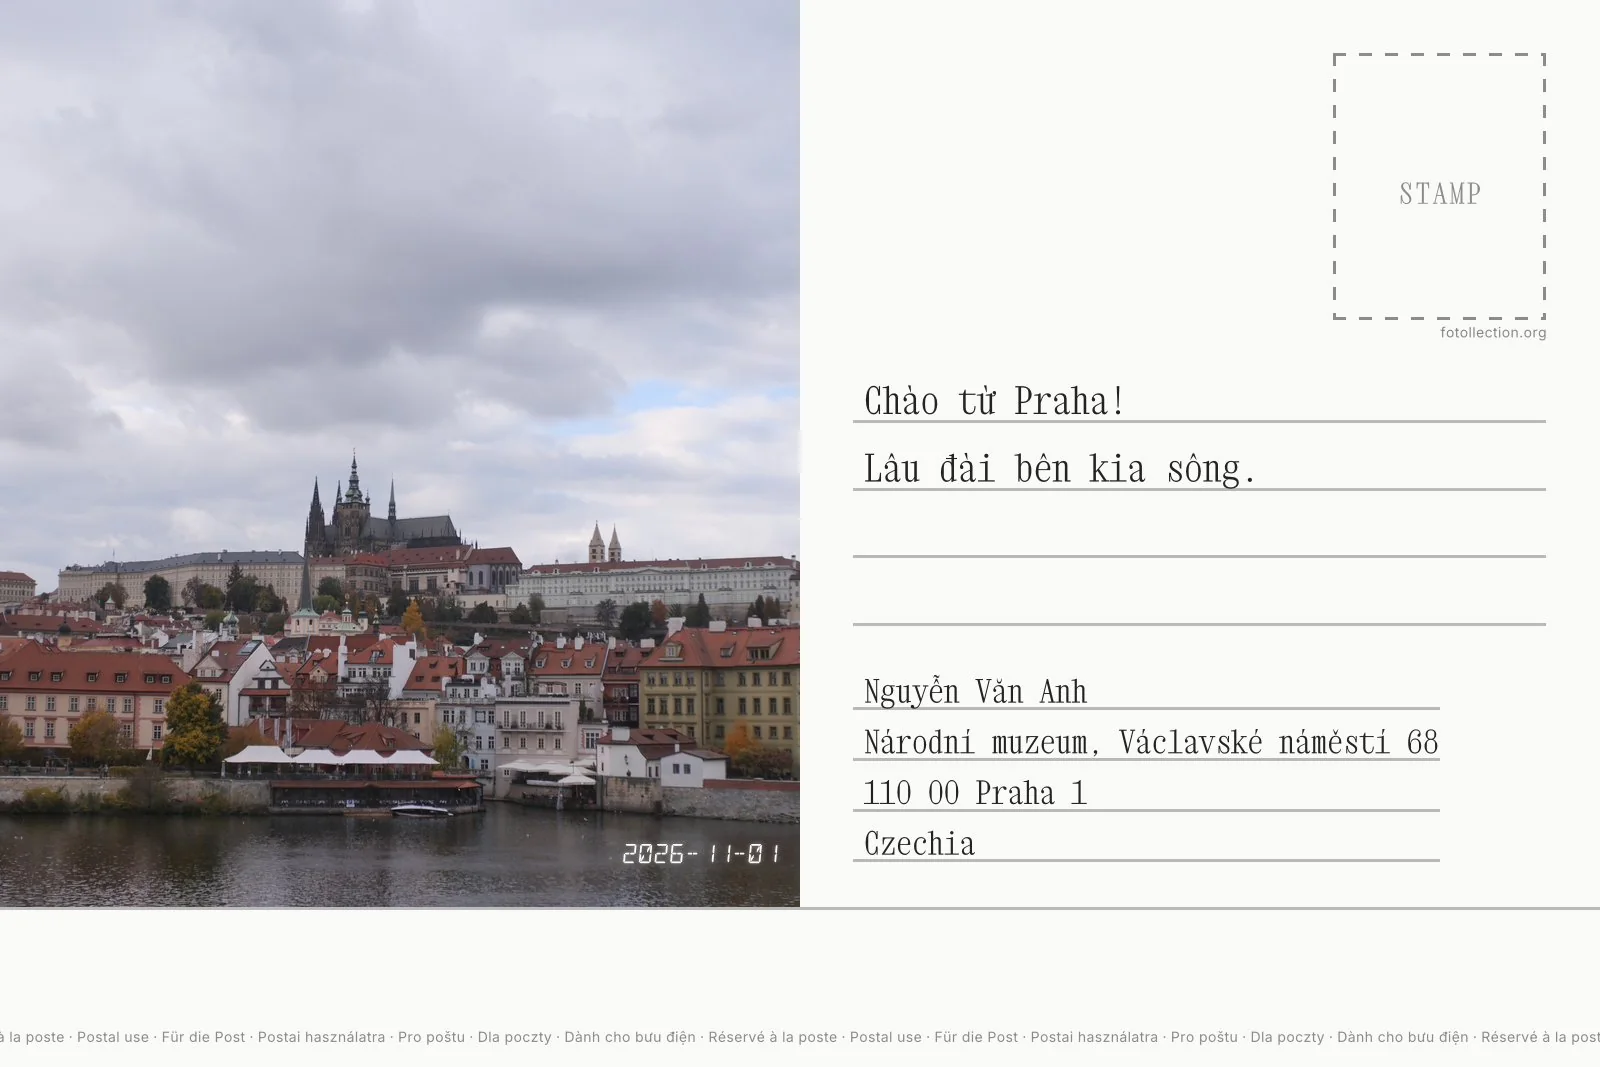 STAMP
fotollection.org
Chào từ Praha!
Lâu đài bên kia sông.
Nguyễn Văn Anh
Národní muzeum, Václavské náměstí 68
110 00 Praha 1
Czechia
2026-11-01
à la poste · Postal use · Für die Post · Postai használatra · Pro poštu · Dla poczty · Dành cho bưu điện · Réservé à la poste · Postal use · Für die Post · Postai használatra · Pro poštu · Dla poczty · Dành cho bưu điện · Réservé à la post